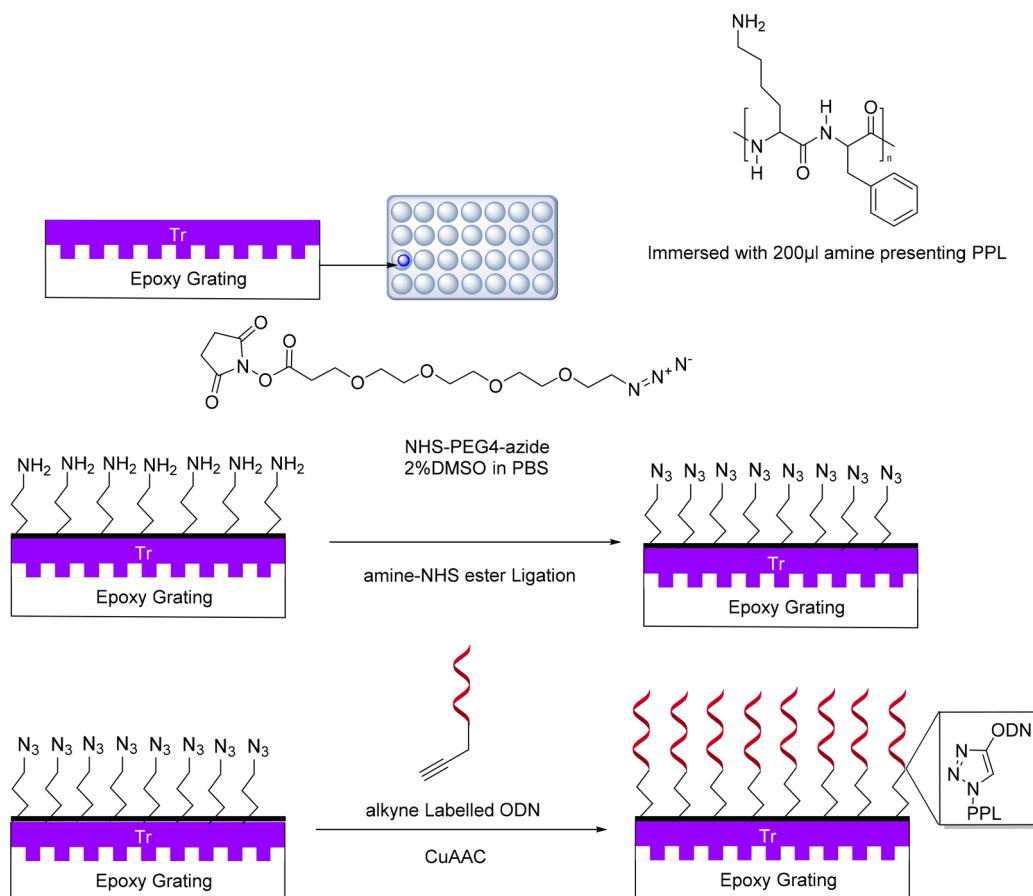 NH2
H
N
H
N
O
O
n
Immersed with 200µl amine presenting PPL
Tr
Epoxy Grating
O
N
O
O
O
O
O
O
O
N
N+
N-
NHS-PEG4-azide
2%DMSO in PBS
NH2 NH2 NH2 NH2 NH2 NH2 NH2
Tr
Epoxy Grating
amine-NHS ester Ligation
N3 N3 N3 N3 N3 N3 N3 N3
Tr
Epoxy Grating
N3 N3 N3 N3 N3 N3 N3 N3
Tr
Epoxy Grating
alkyne Labelled ODN
CuAAC
Tr
Epoxy Grating
ODN
N
N
N
PPL